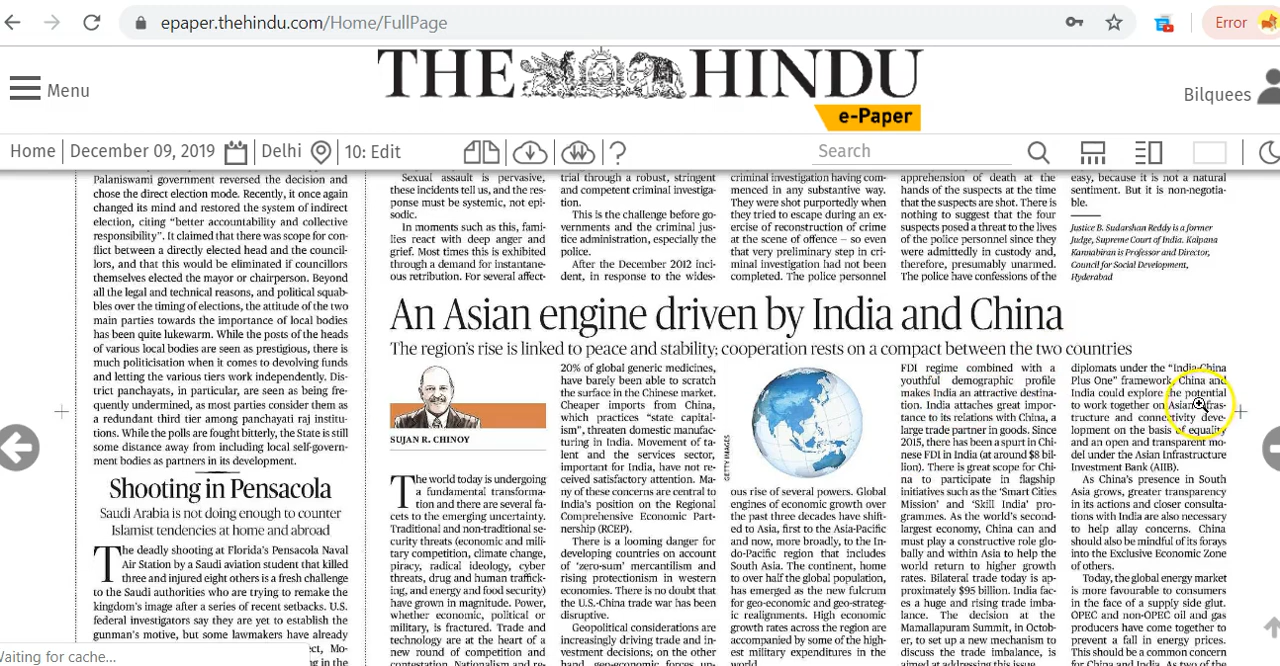 epaper.thehindu.com/Home/FullPage
Error
THE HINDU
e-Paper
Menu
Bilquees
Home
December 09, 2019
Delhi
10: Edit
?
Search
Palaniswami government reversed the decision and
chose the direct election mode. Recently, it once again
changed its mind and restored the system of indirect
election, citing “better accountability and collective
responsibility”. It claimed that there was scope for con-
flict between a directly elected head and the council-
lors, and that this would be eliminated if councillors
themselves elected the mayor or chairperson. Beyond
all the legal and technical reasons, and political squab-
bles over the timing of elections, the attitude of the two
main parties towards the importance of local bodies
has been quite lukewarm. While the posts of the heads
of various local bodies are seen as prestigious, there is
much politicisation when it comes to devolving funds
and letting the various tiers work independently. Dis-
trict panchayats, in particular, are seen as being fre-
quently undermined, as most parties consider them as
a redundant third tier among panchayati raj institu-
tions. While the polls are fought bitterly, the State is still
some distance away from including local self-govern-
ment bodies as partners in its development.
Shooting in Pensacola
Saudi Arabia is not doing enough to counter
Islamist tendencies at home and abroad
The deadly shooting at Florida’s Pensacola Naval
Air Station by a Saudi aviation student that killed
three and injured eight others is a fresh challenge
to the Saudi authorities who are trying to remake the
kingdom’s image after a series of recent setbacks. U.S.
federal investigators say they are yet to establish the
gunman’s motive, but some lawmakers have already
ect, Mo-
ng in the
Sexual assault is pervasive,
these incidents tell us, and the res-
ponse must be systemic, not epi-
sodic.
In moments such as this, fami-
lies react with deep anger and
grief. Most times this is exhibited
through a demand for instantane-
ous retribution. For several affect-
trial through a robust, stringent
and competent criminal investiga-
tion.
This is the challenge before go-
vernments and the criminal jus-
tice administration, especially the
police.
After the December 2012 inci-
dent, in response to the wides-
criminal investigation having com-
menced in any substantive way.
They were shot purportedly when
they tried to escape during an ex-
ercise of reconstruction of crime
at the scene of offence – so even
that very preliminary step in cri-
minal investigation had not been
completed. The police personnel
apprehension of death at the
hands of the suspects at the time
that the suspects are shot. There is
nothing to suggest that the four
suspects posed a threat to the lives
of the police personnel since they
were admittedly in custody and,
therefore, presumably unarmed.
The police have confessions of the
easy, because it is not a natural
sentiment. But it is non-negotia-
ble.
Justice B. Sudarshan Reddy is a former
Judge, Supreme Court of India. Kalpana
Kannabiran is Professor and Director,
Council for Social Development,
Hyderabad
An Asian engine driven by India and China
The region’s rise is linked to peace and stability; cooperation rests on a compact between the two countries
SUJAN R. CHINOY
The world today is undergoing
a fundamental transforma-
tion and there are several fa-
cets to the emerging uncertainty.
Traditional and non-traditional se-
curity threats (economic and mili-
tary competition, climate change,
piracy, radical ideology, cyber
threats, drug and human traffick-
ing, and energy and food security)
have grown in magnitude. Power,
whether economic, political or
military, is fractured. Trade and
technology are at the heart of a
new round of competition and
contestation. Nationalism and re-
20% of global generic medicines,
have barely been able to scratch
the surface in the Chinese market.
Cheaper imports from China,
which practices “state capital-
ism”, threaten domestic manufac-
turing in India. Movement of ta-
lent and the services sector,
important for India, have not re-
ceived satisfactory attention. Ma-
ny of these concerns are central to
India’s position on the Regional
Comprehensive Economic Part-
nership (RCEP).
There is a looming danger for
developing countries on account
of ‘zero-sum’ mercantilism and
rising protectionism in western
economies. There is no doubt that
the U.S.-China trade war has been
disruptive.
Geopolitical considerations are
increasingly driving trade and in-
vestment decisions; on the other
hand, geo-economic forces up-
GETTY IMAGES
ous rise of several powers. Global
engines of economic growth over
the past three decades have shift-
ed to Asia, first to the Asia-Pacific
and now, more broadly, to the In-
do-Pacific region that includes
South Asia. The continent, home
to over half the global population,
has emerged as the new fulcrum
for geo-economic and geo-strateg-
ic realignments. High economic
growth rates across the region are
accompanied by some of the high-
est military expenditures in the
world.
FDI regime combined with a
youthful demographic profile
makes India an attractive destina-
tion. India attaches great impor-
tance to its relations with China, a
large trade partner in goods. Since
2015, there has been a spurt in Chi-
nese FDI in India (at around $8 bil-
lion). There is great scope for Chi-
na to participate in flagship
initiatives such as the ‘Smart Cities
Mission’ and ‘Skill India’ pro-
grammes. As the world’s second-
largest economy, China can and
must play a constructive role glo-
bally and within Asia to help the
world return to higher growth
rates. Bilateral trade today is ap-
proximately $95 billion. India fac-
es a huge and rising trade imba-
lance. The decision at the
Mamallapuram Summit, in Octob-
er, to set up a new mechanism to
discuss the trade imbalance, is
aimed at addressing this issue.
diplomats under the “India-China
Plus One” framework, China and
India could explore the potential
to work together on Asian infras-
tructure and connectivity deve-
lopment on the basis of equality
and an open and transparent mo-
del under the Asian Infrastructure
Investment Bank (AIIB).
As China’s presence in South
Asia grows, greater transparency
in its actions and closer consulta-
tions with India are also necessary
to help allay concerns. China
should also be mindful of its forays
into the Exclusive Economic Zone
of others.
Today, the global energy market
is more favourable to consumers
in the face of a supply side glut.
OPEC and non-OPEC oil and gas
producers have come together to
prevent a fall in energy prices.
This should be a common concern
for China and India. As two of the
Waiting for cache...